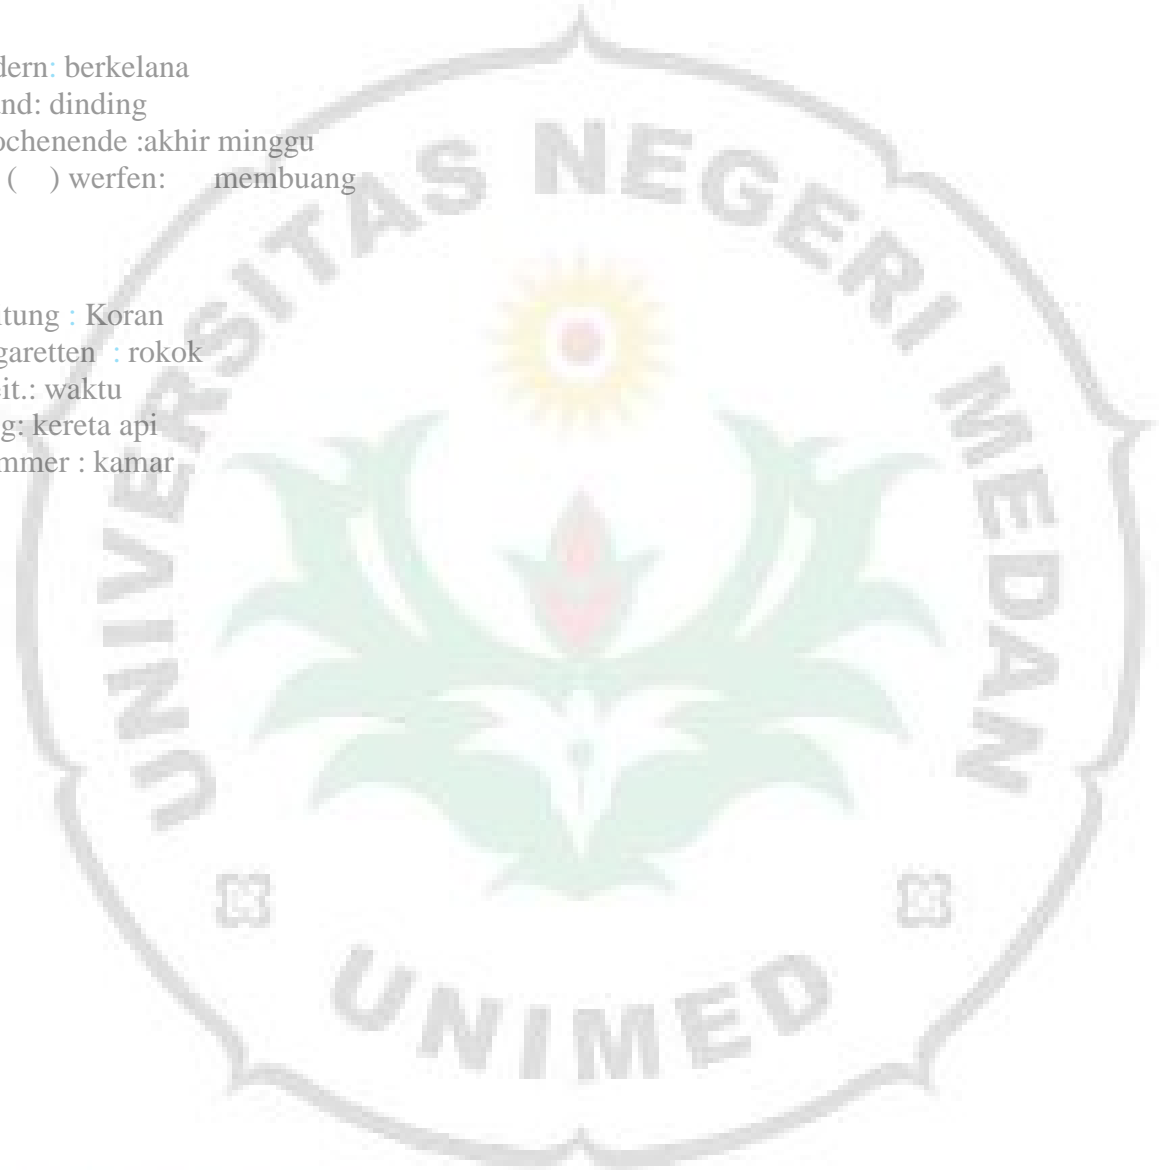 dern: berkelana
nd: dinding
ochenende :akhir minggu
( ) werfen: membuang
itung : Koran
garetten : rokok
it.: waktu
g: kereta api
mmer : kamar
UNIVERSITAS NEGERI MEDAN
UNIMED